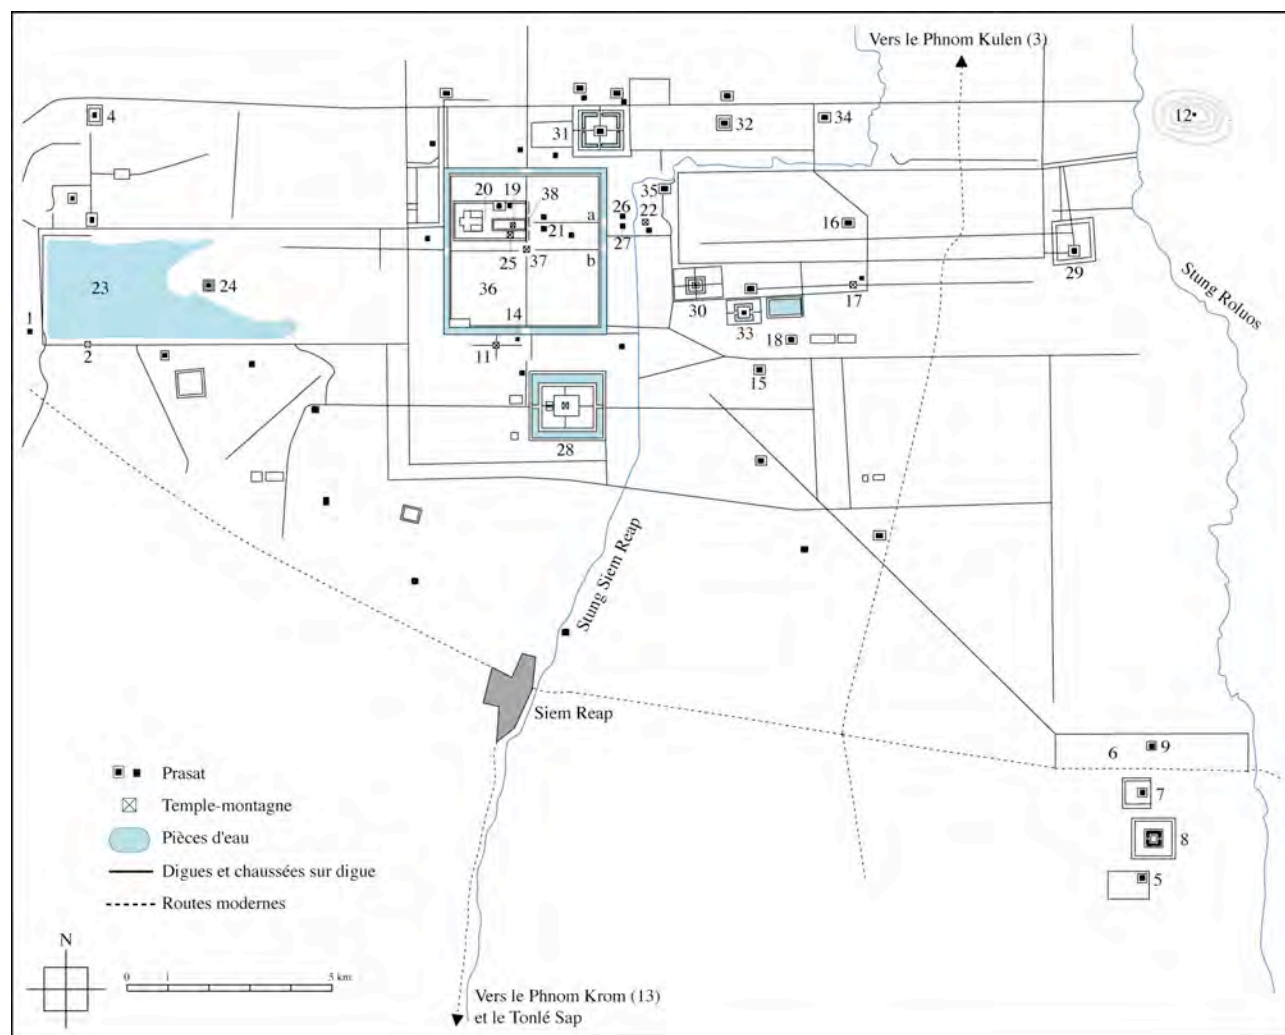 Vers le Phnom Kulen (3)
4
12
31
32
34
20
19
38
35
26
22
a
21
16
27
b
25
37
29
23
24
36
30
Stung Roluos
17
1
14
33
2
11
18
15
28
Stung Siem Reap
Siem Reap
6
9
7
8
5
Prasat
Temple-montagne
Pièces d'eau
Digues et chaussées sur digue
Routes modernes
N
0 1 5 km
Vers le Phnom Krom (13)
et le Tonlé Sap